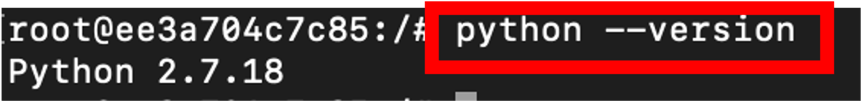 root@ee3a704c7c85:/# python --version
Python 2.7.18